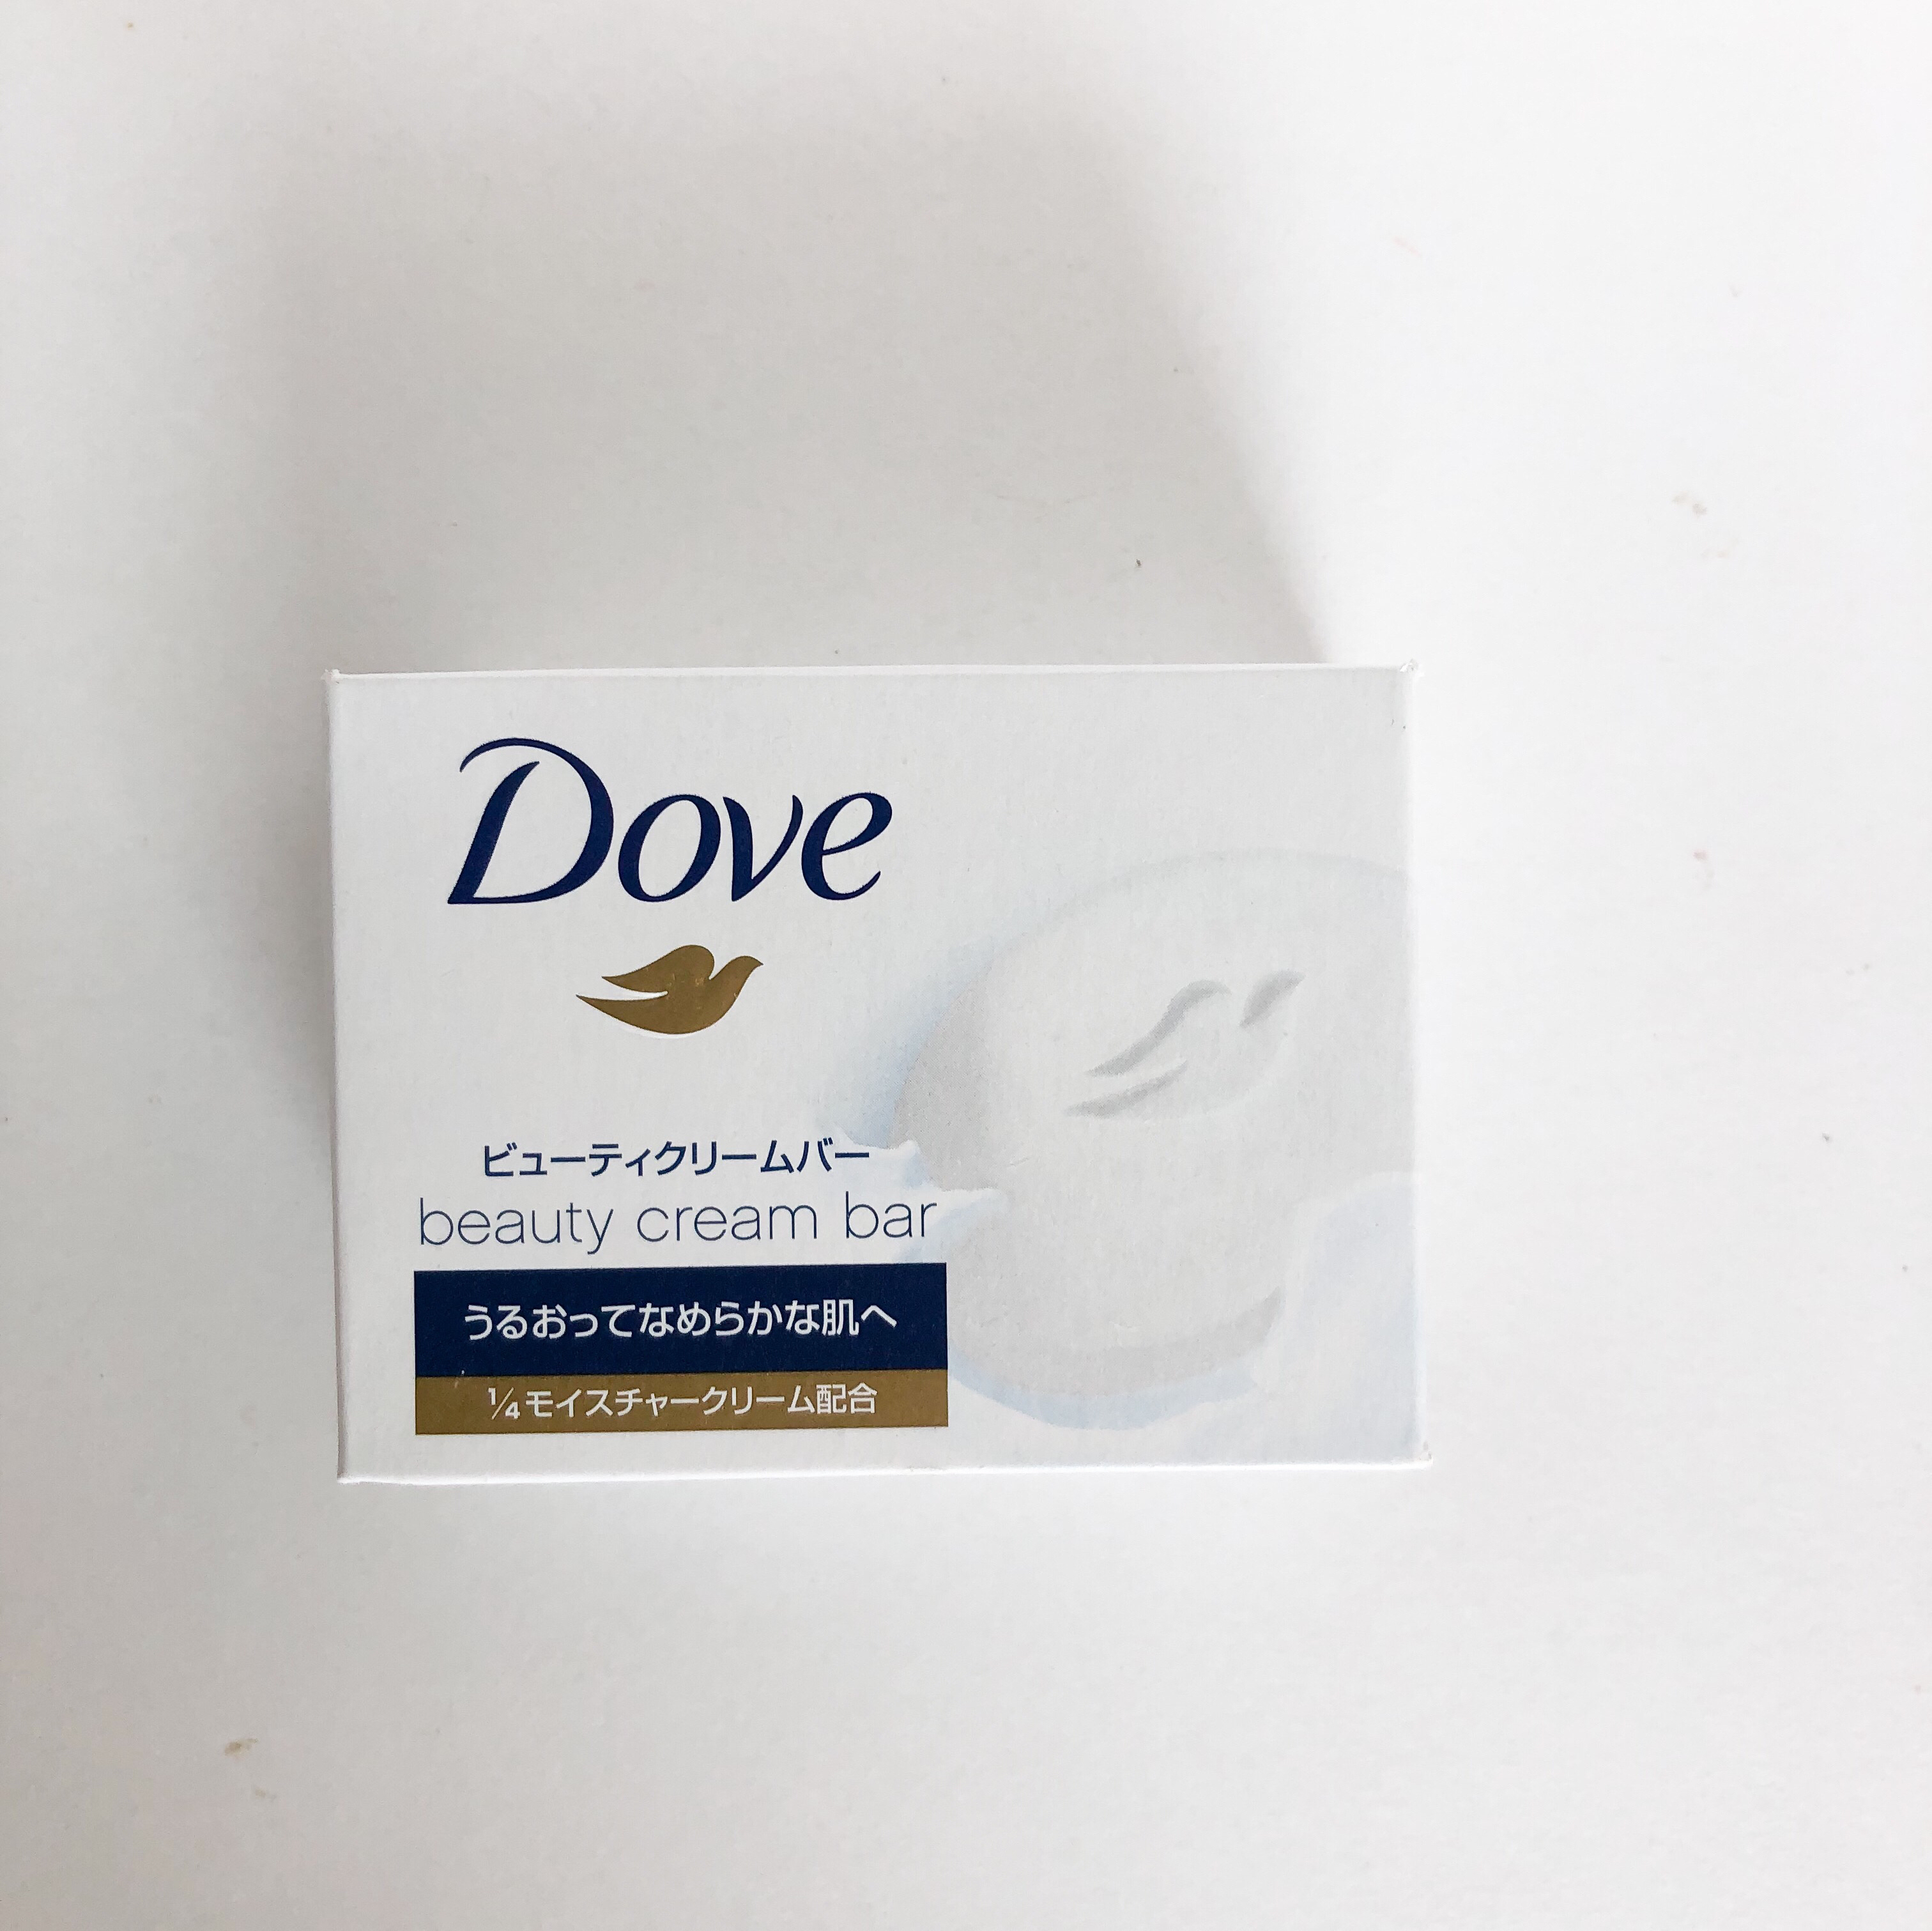 Dove
ビューティクリームバー
beauty cream bar
うるおってなめらかな肌へ
1/4モイスチャークリーム配合